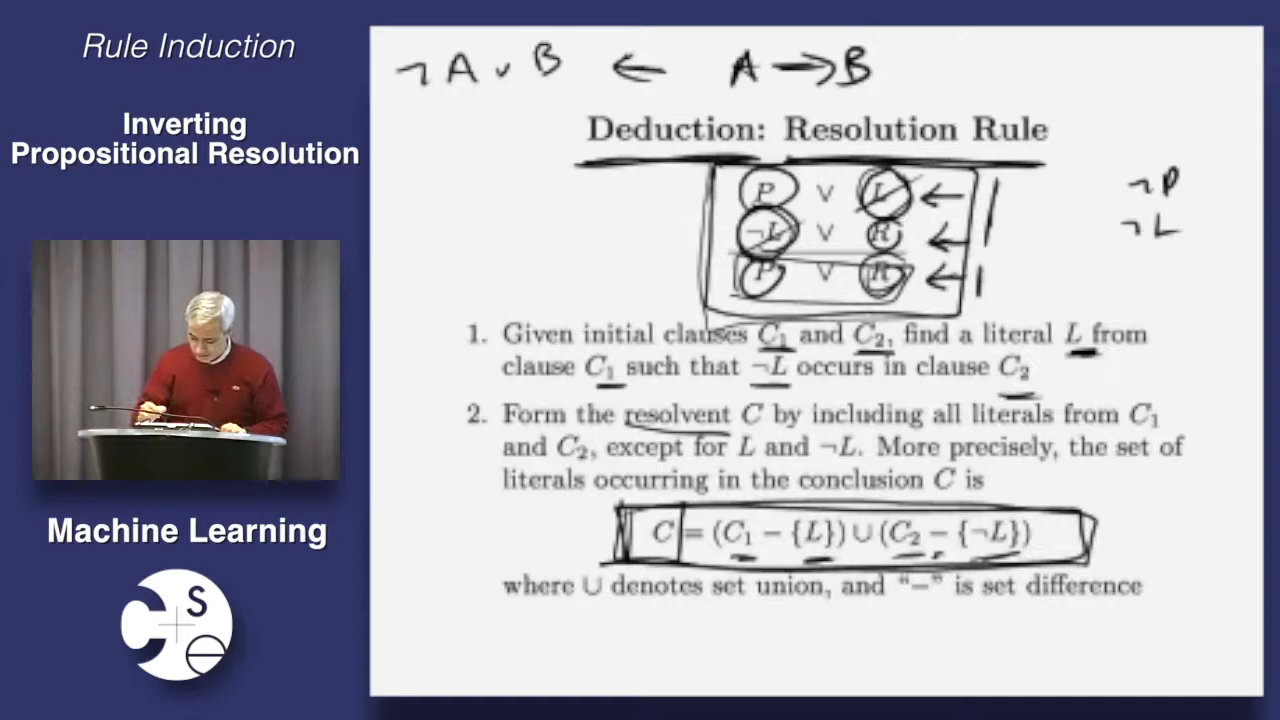 Rule Induction
Inverting
Propositional Resolution
Machine Learning
C S e
¬A ∨ B ← A → B
Deduction: Resolution Rule
P ∨ L ←
¬L ∨ R ←
P ∨ R ←
¬P
¬L
1. Given initial clauses C₁ and C₂, find a literal L from
clause C₁ such that ¬L occurs in clause C₂
2. Form the resolvent C by including all literals from C₁
and C₂, except for L and ¬L. More precisely, the set of
literals occurring in the conclusion C is
C = (C₁ − {L}) ∪ (C₂ − {¬L})
where ∪ denotes set union, and “−” is set difference